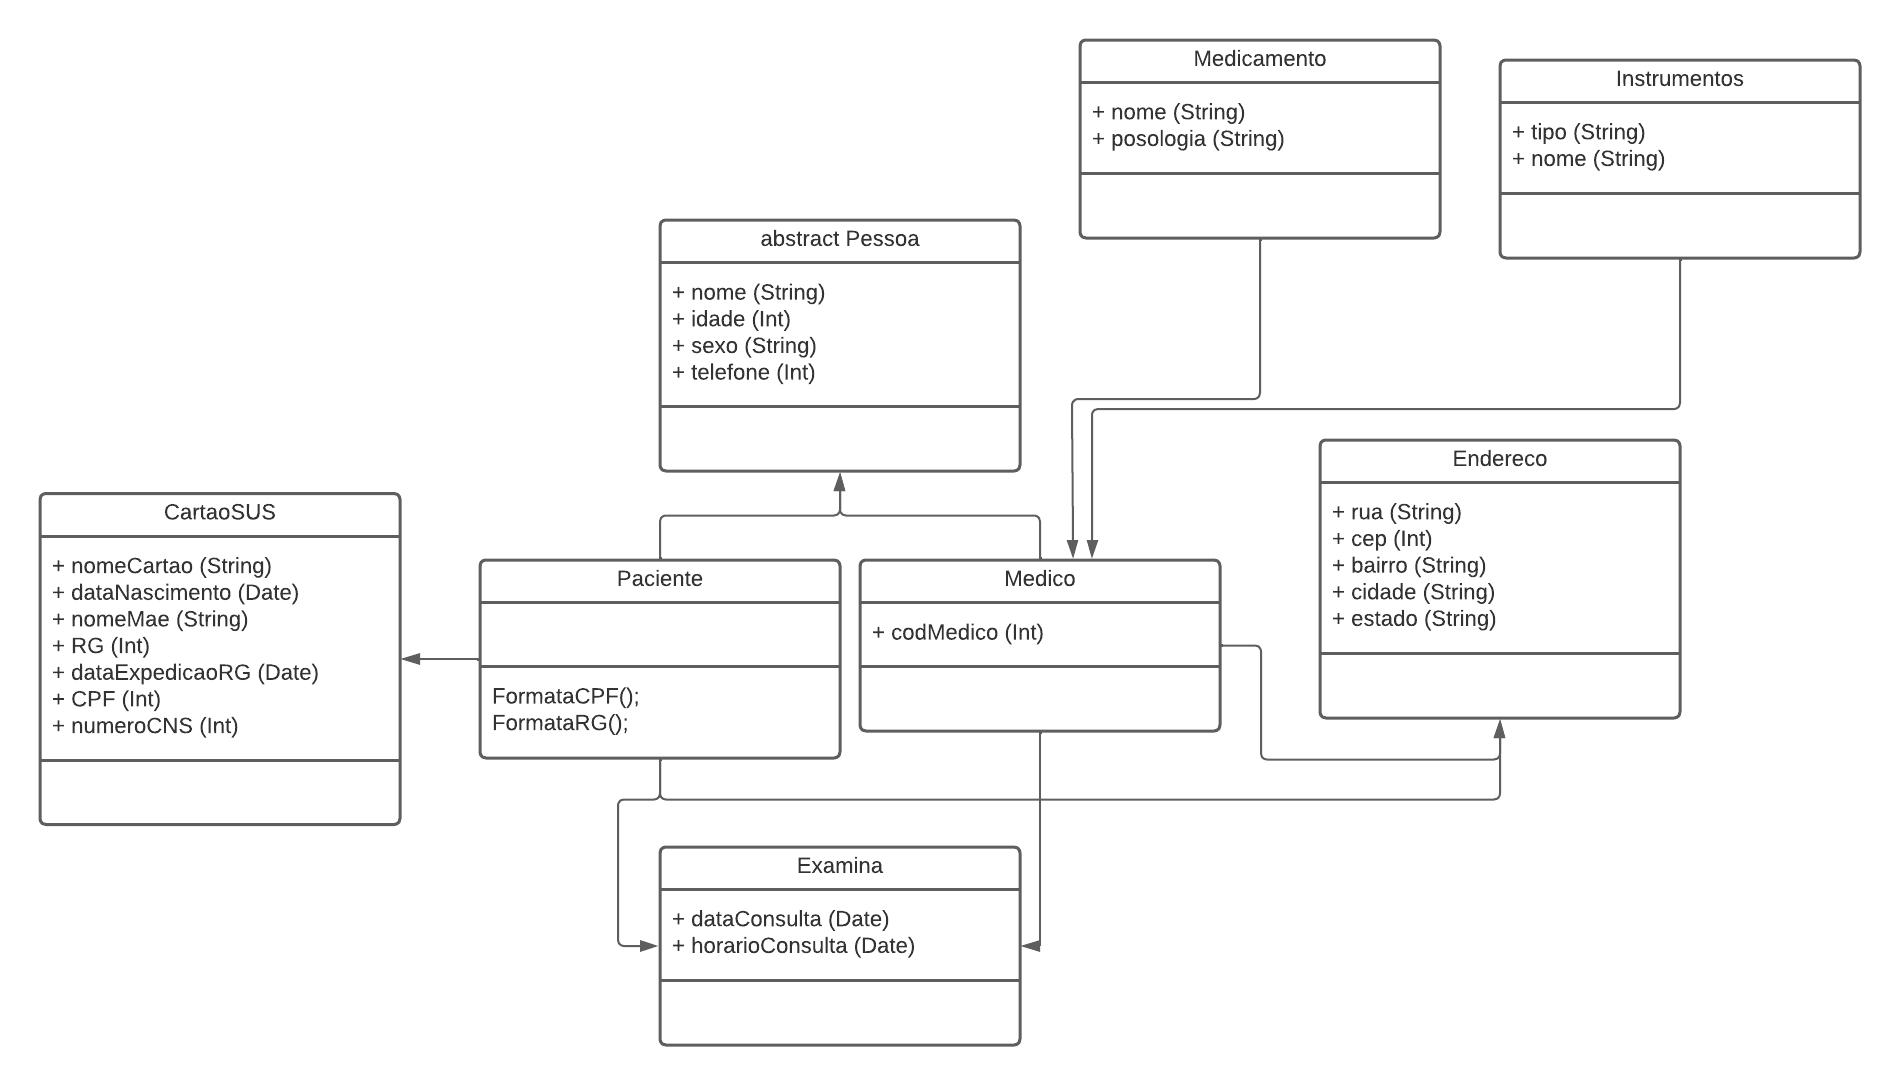 Medicamento
+ nome (String)
+ posologia (String)
Instrumentos
+ tipo (String)
+ nome (String)
abstract Pessoa
+ nome (String)
+ idade (Int)
+ sexo (String)
+ telefone (Int)
Endereco
+ rua (String)
+ cep (Int)
+ bairro (String)
+ cidade (String)
+ estado (String)
CartaoSUS
+ nomeCartao (String)
+ dataNascimento (Date)
+ nomeMae (String)
+ RG (Int)
+ dataExpedicaoRG (Date)
+ CPF (Int)
+ numeroCNS (Int)
Paciente
FormataCPF();
FormataRG();
Medico
+ codMedico (Int)
Examina
+ dataConsulta (Date)
+ horarioConsulta (Date)